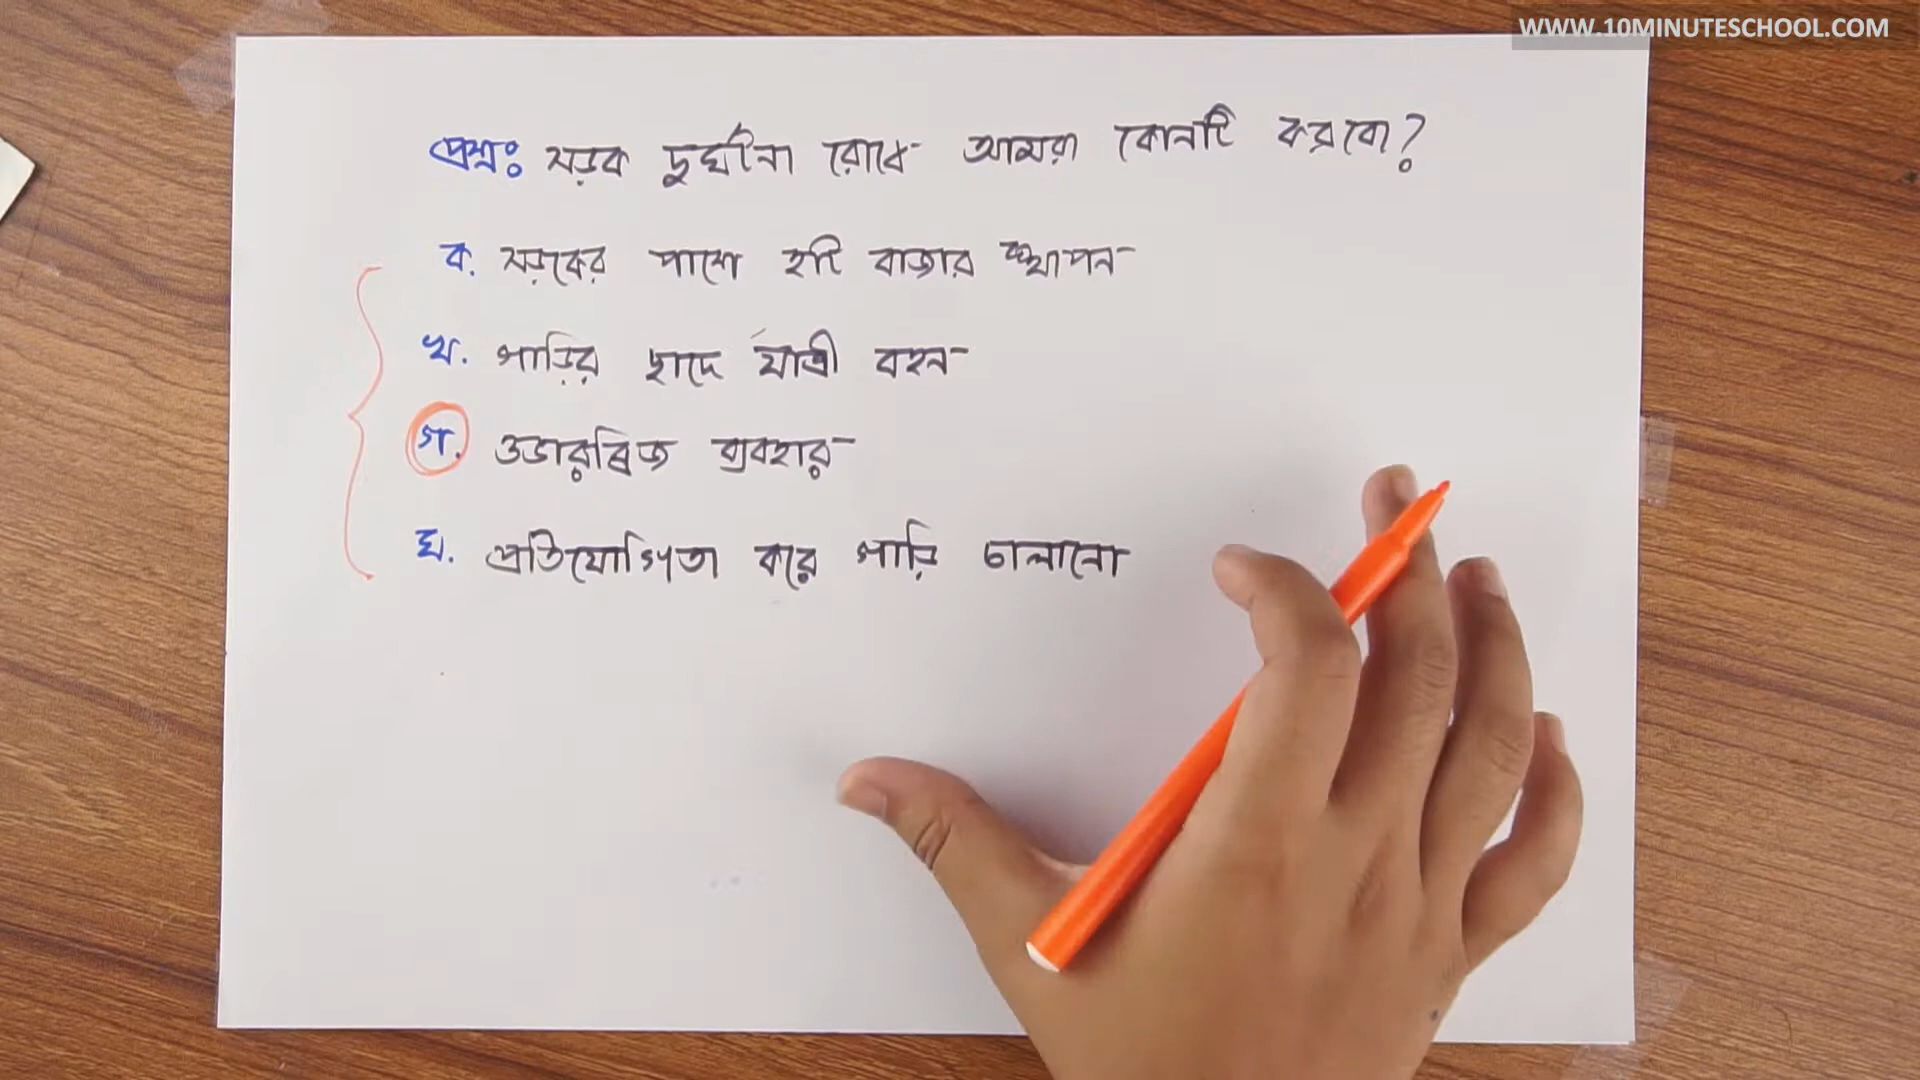 WWW.10MINUTESCHOOL.COM
প্রশ্নঃ সড়ক দুর্ঘটনা রোধে আমরা কোনটি করবো?
ক. সড়কের পাশে হাট বাজার স্থাপন
খ. গাড়ির ছাদে যাত্রী বহন
গ. ওভারব্রিজ ব্যবহার
ঘ. প্রতিযোগিতা করে গাড়ি চালানো